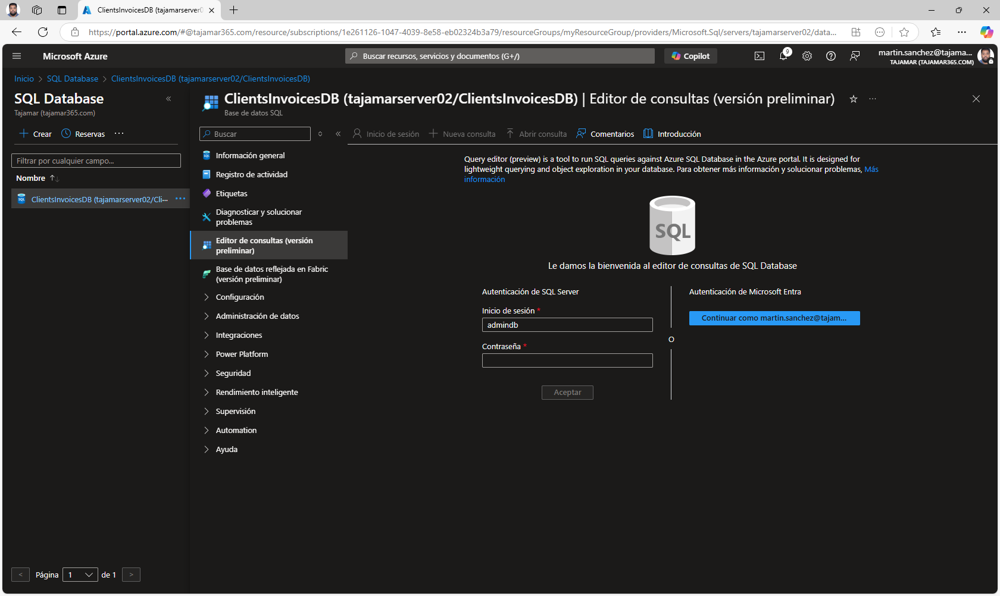 ClientsInvoicesDB (tajamarserver0
https://portal.azure.com/#@tajamar365.com/resource/subscriptions/1e261126-1047-4039-8e58-eb02324b3a79/resourceGroups/myResourceGroup/providers/Microsoft.Sql/servers/tajamarserver02/data...
Microsoft Azure
Buscar recursos, servicios y documentos (G+/)
Copilot
9
martin.sanchez@tajama...
TAJAMAR (TAJAMAR365.COM)
Inicio > SQL Database > ClientsInvoicesDB (tajamarserver02/ClientsInvoicesDB)
SQL Database
Tajamar (tajamar365.com)
Crear
Reservas
Filtrar por cualquier campo...
Nombre
SQL
ClientsInvoicesDB (tajamarserver02/Cli...
Página
1
de 1
ClientsInvoicesDB (tajamarserver02/ClientsInvoicesDB) | Editor de consultas (versión preliminar)
Base de datos SQL
Buscar
Inicio de sesión
Nueva consulta
Abrir consulta
Comentarios
Introducción
SQL
Información general
Registro de actividad
Etiquetas
Diagnosticar y solucionar
problemas
Editor de consultas (versión
preliminar)
Base de datos reflejada en Fabric
(versión preliminar)
Configuración
Administración de datos
Integraciones
Power Platform
Seguridad
Rendimiento inteligente
Supervisión
Automation
Ayuda
Query editor (preview) is a tool to run SQL queries against Azure SQL Database in the Azure portal. It is designed for
lightweight querying and object exploration in your database. Para obtener más información y solucionar problemas, Más
información
SQL
Le damos la bienvenida al editor de consultas de SQL Database
Autenticación de SQL Server
Inicio de sesión *
admindb
Contraseña *
Aceptar
O
Autenticación de Microsoft Entra
Continuar como martin.sanchez@tajam...